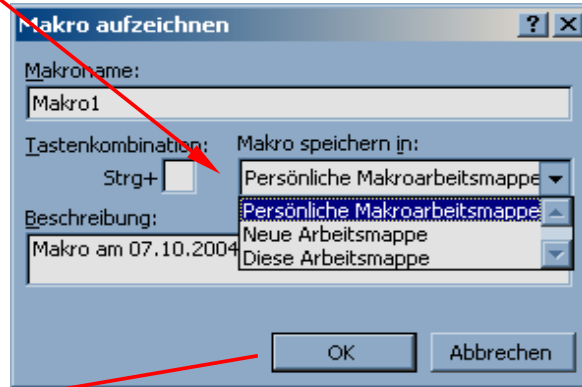 Makro aufzeichnen
Makroname:
Makro1
Tastenkombination: Makro speichern in:
Strg+ Persönliche Makroarbeitsmappe
Beschreibung: Persönliche Makroarbeitsmappe
Neue Arbeitsmappe
Makro am 07.10.2004 Diese Arbeitsmappe
OK Abbrechen